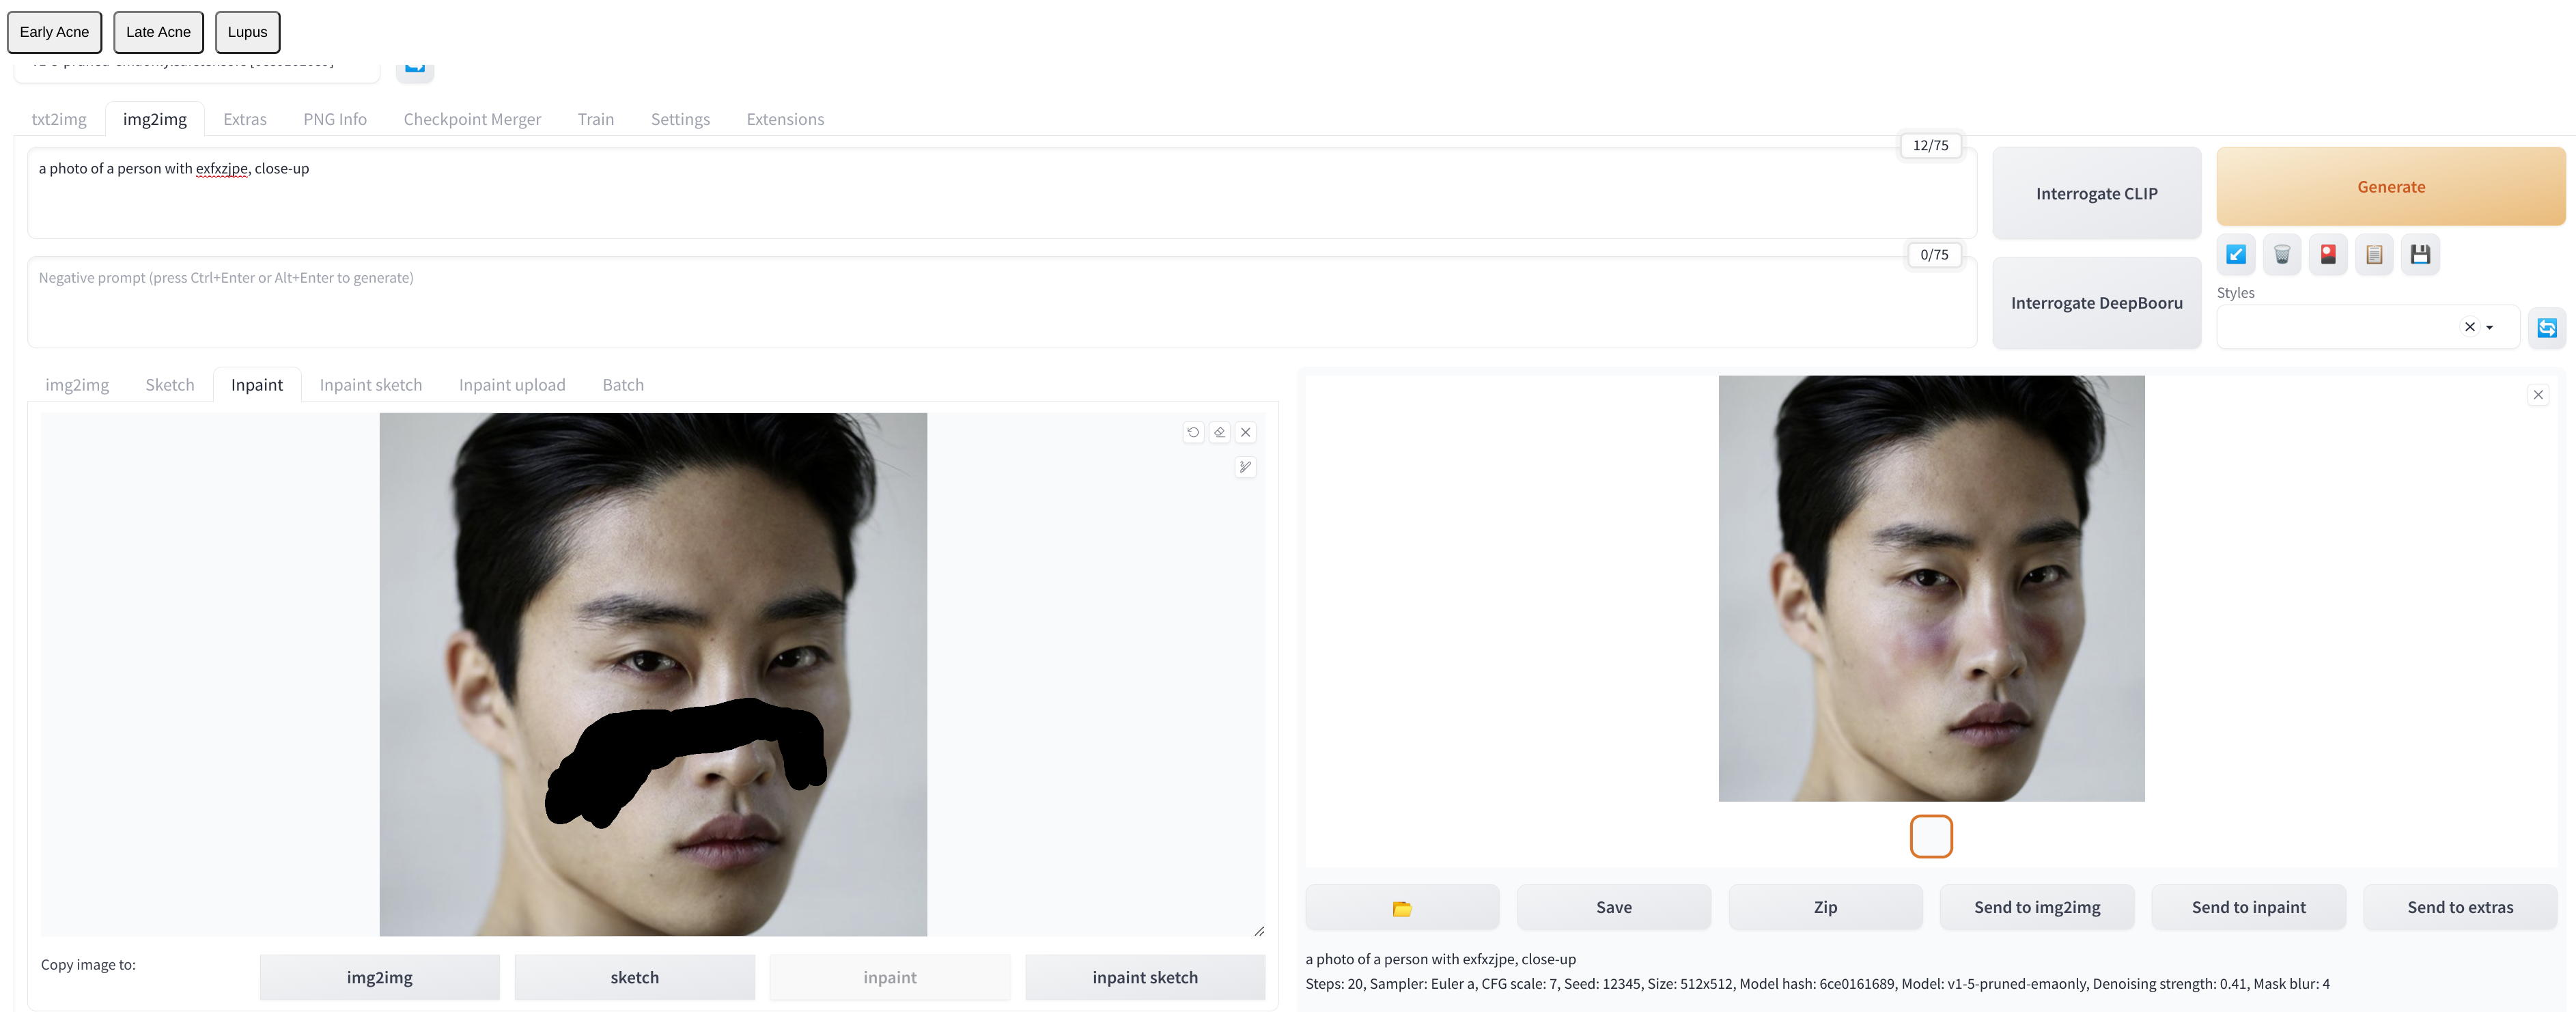 Early Acne Late Acne Lupus
txt2img img2img Extras PNG Info Checkpoint Merger Train Settings Extensions
12/75
a photo of a person with exfxzjpe, close-up
Interrogate CLIP
Generate
0/75
Negative prompt (press Ctrl+Enter or Alt+Enter to generate)
Interrogate DeepBooru
Styles
img2img Sketch Inpaint Inpaint sketch Inpaint upload Batch
Save Zip Send to img2img Send to inpaint Send to extras
Copy image to: img2img sketch inpaint inpaint sketch
a photo of a person with exfxzjpe, close-up
Steps: 20, Sampler: Euler a, CFG scale: 7, Seed: 12345, Size: 512x512, Model hash: 6ce0161689, Model: v1-5-pruned-emaonly, Denoising strength: 0.41, Mask blur: 4